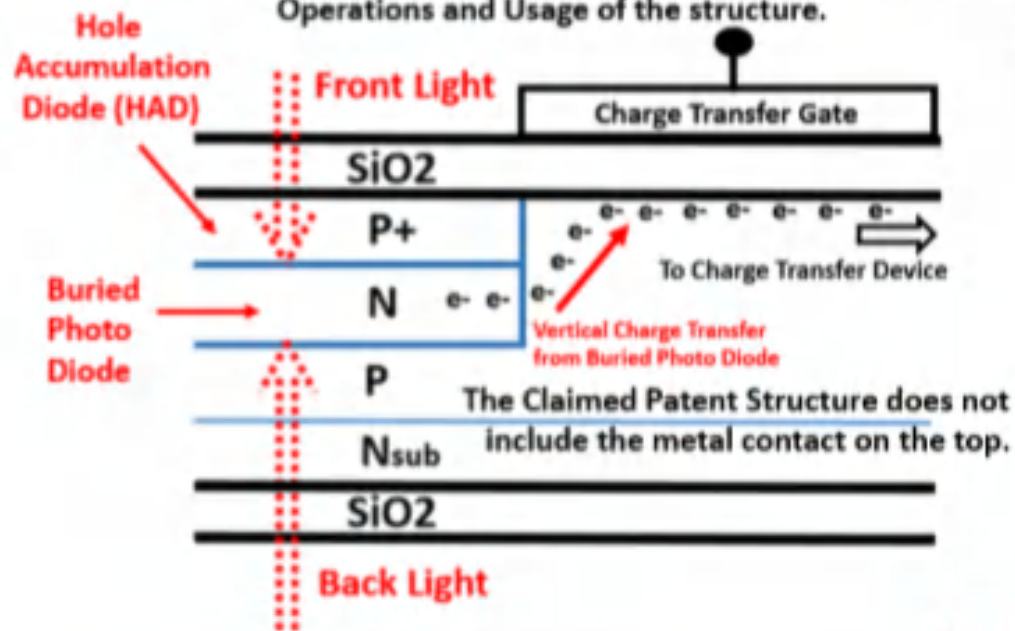 Operations and Usage of the structure.
Hole
Accumulation
Diode (HAD)
Front Light
Charge Transfer Gate
SiO2
P+
e- e- e- e- e- e- e-
e-
e-
To Charge Transfer Device
Buried
Photo
Diode
N
e- e- e-
Vertical Charge Transfer
from Buried Photo Diode
P
The Claimed Patent Structure does not
include the metal contact on the top.
Nsub
SiO2
Back Light